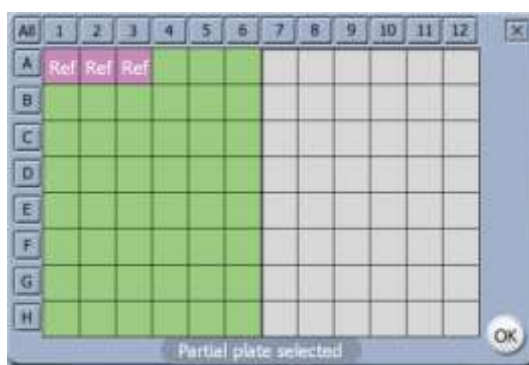 All 1 2 3 4 5 6 7 8 9 10 11 12
A Ref Ref Ref
B
C
D
E
F
G
H
OK
Partial plate selected